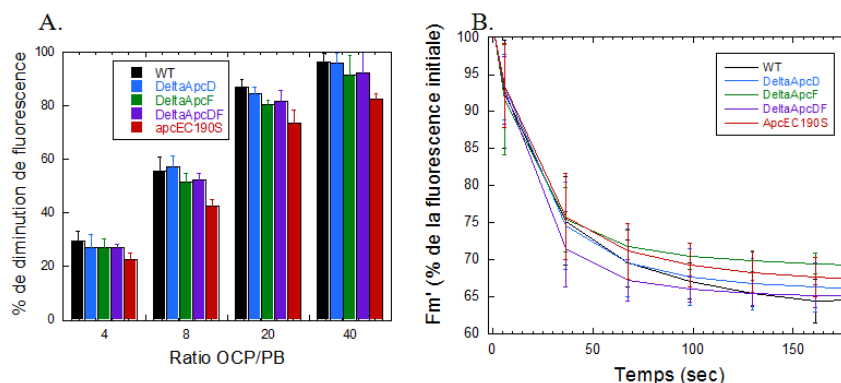 A.
% de diminution de fluorescence
100
80
60
40
20
0
WT
DeltaApcD
DeltaApcF
DeltaApcDF
apcEC190S
4 8 20 40
Ratio OCP/PB
B.
Fm' (% de la fluorescence initiale)
100
95
90
85
80
75
70
65
60
WT
DeltaApcD
DeltaApcF
DeltaApcDF
ApcEC190S
0 50 100 150
Temps (sec)